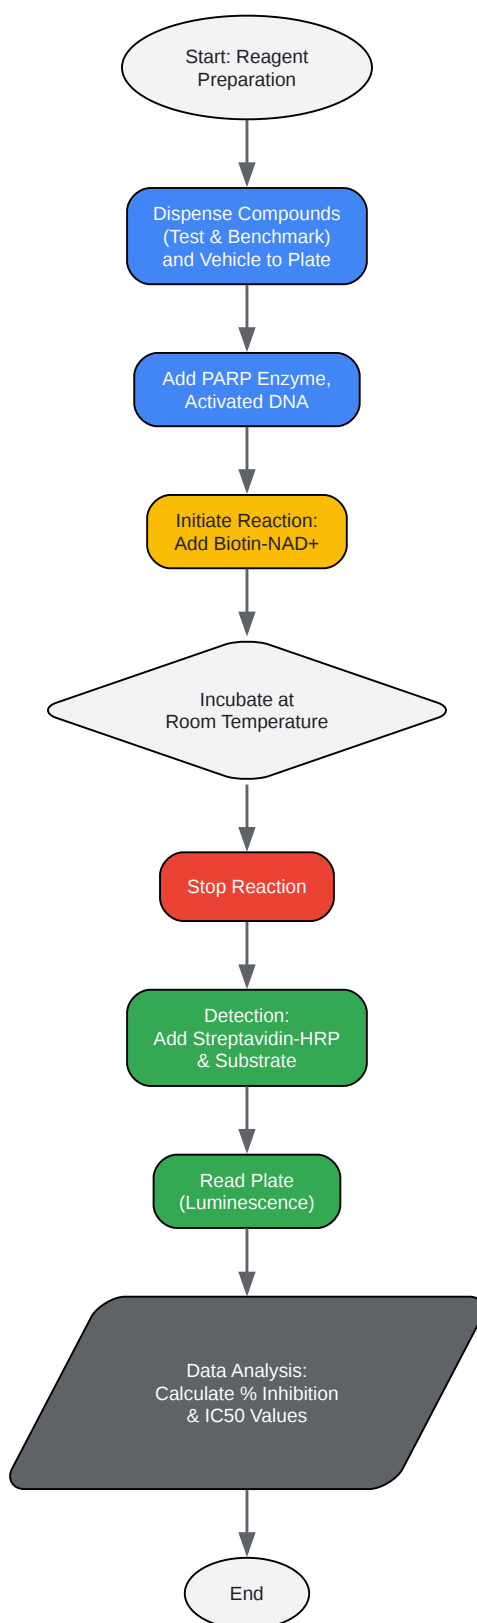 Start: Reagent
Preparation
Dispense Compounds
(Test & Benchmark)
and Vehicle to Plate
Add PARP Enzyme,
Activated DNA
Initiate Reaction:
Add Biotin-NAD+
Incubate at
Room Temperature
Stop Reaction
Detection:
Add Streptavidin-HRP
& Substrate
Read Plate
(Luminescence)
Data Analysis:
Calculate % Inhibition
& IC50 Values
End